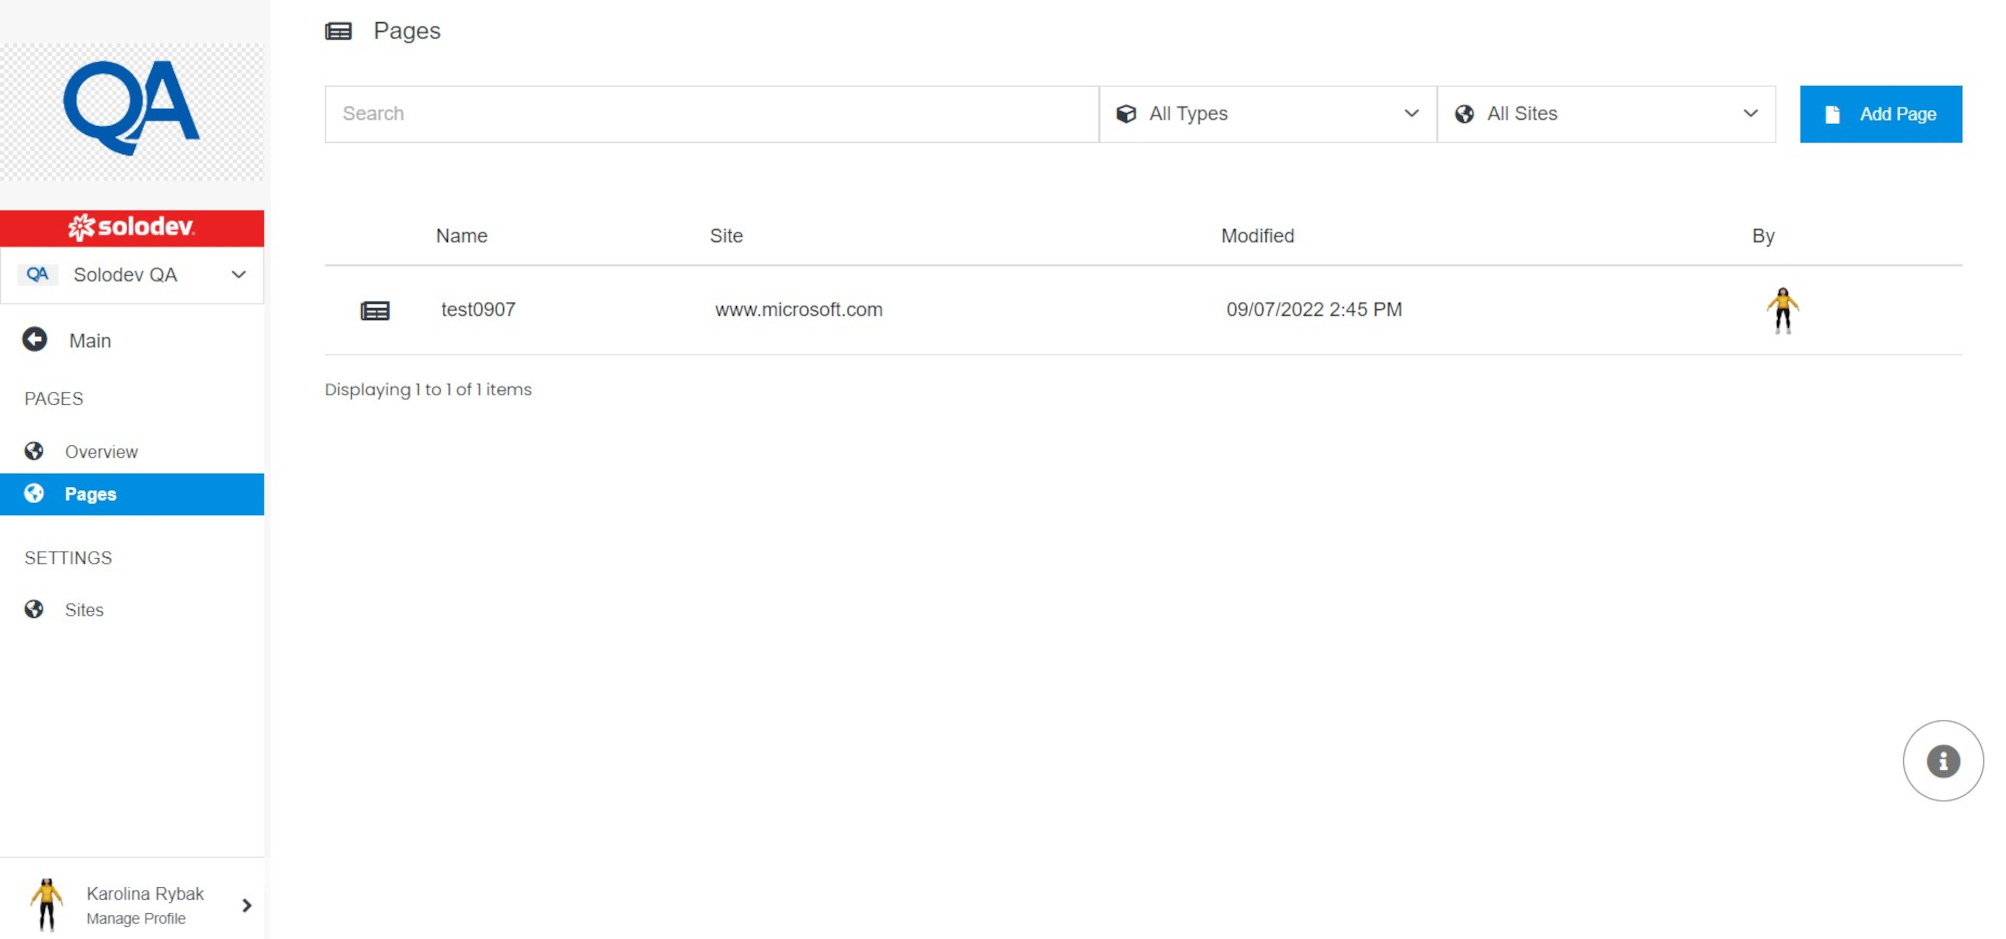 QA
solodev
QA Solodev QA
Main
PAGES
Overview
Pages
SETTINGS
Sites
Karolina Rybak
Manage Profile
Pages
Search
All Types
All Sites
Add Page
Name Site Modified By
test0907 www.microsoft.com 09/07/2022 2:45 PM
Displaying 1 to 1 of 1 items